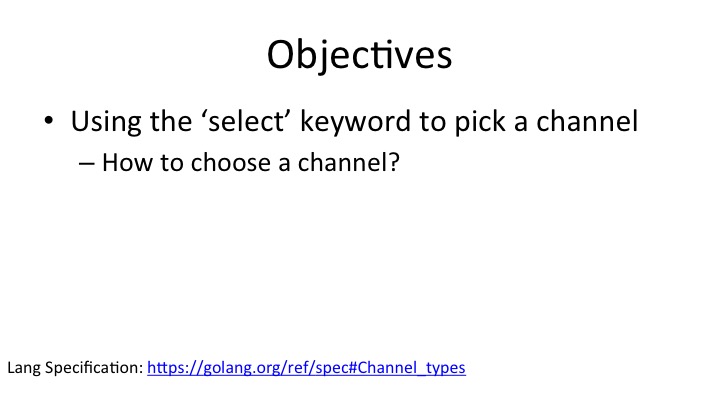 Objectives
• Using the ‘select’ keyword to pick a channel
– How to choose a channel?
Lang Specification: https://golang.org/ref/spec#Channel_types